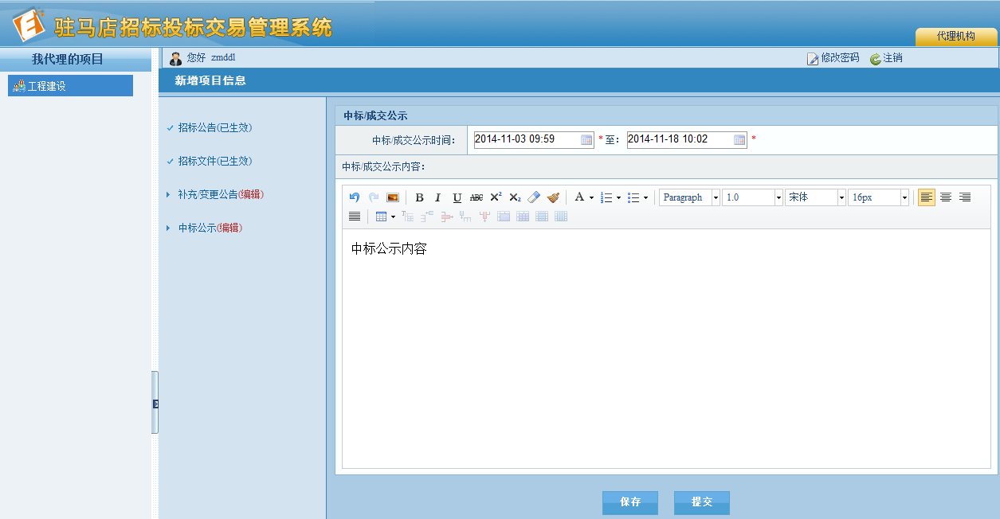 驻马店招标投标交易管理系统
代理机构
我代理的项目
您好 zmddl
修改密码 注销
工程建设
新增项目信息
招标公告(已生效)
招标文件(已生效)
补充/变更公告(编辑)
中标公示(编辑)
中标/成交公示
中标/成交公示时间： 2014-11-03 09:59 * 至： 2014-11-18 10:02 *
中标/成交公示内容：
B I U ABC X² X₂ A Paragraph 1.0 宋体 16px
中标公示内容
保存 提交